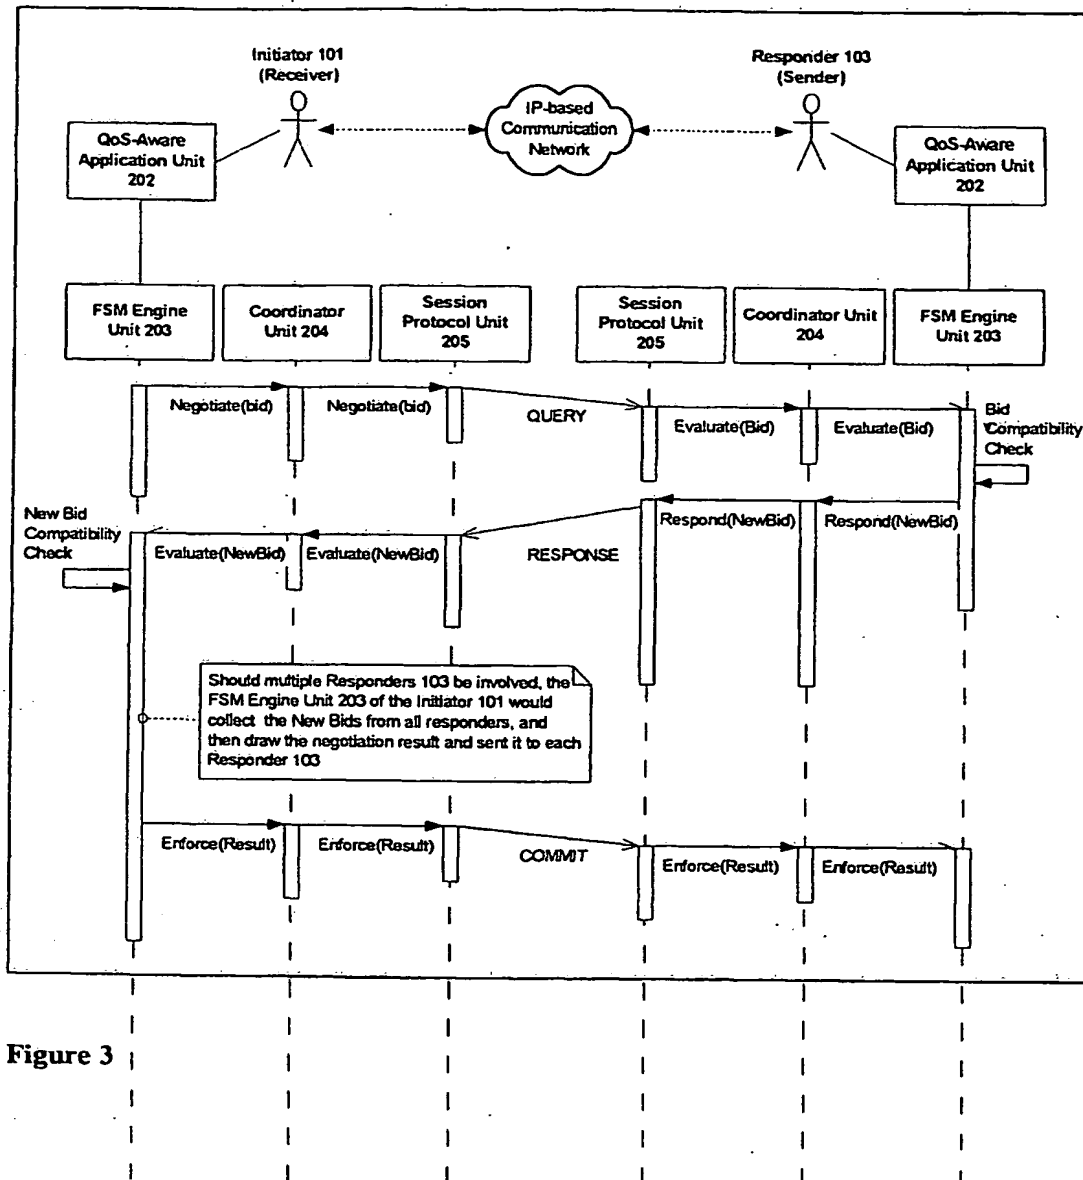 Initiator 101
(Receiver)
Responder 103
(Sender)
IP-based
Communication
Network
QoS-Aware
Application Unit
202
QoS-Aware
Application Unit
202
FSM Engine
Unit 203
Coordinator
Unit 204
Session
Protocol Unit
205
Session
Protocol Unit
205
Coordinator Unit
204
FSM Engine
Unit 203
Negotiate(bid)
Negotiate(bid)
QUERY
Evaluate(Bid)
Evaluate(Bid)
Bid
Compatibility
Check
Respond(NewBid)
Respond(NewBid)
RESPONSE
Evaluate(NewBid)
Evaluate(NewBid)
New Bid
Compatibility
Check
Should multiple Responders 103 be involved, the
FSM Engine Unit 203 of the Initiator 101 would
collect the New Bids from all responders, and
then draw the negotiation result and sent it to each
Responder 103
Enforce(Result)
Enforce(Result)
COMMIT
Enforce(Result)
Enforce(Result)
Figure 3